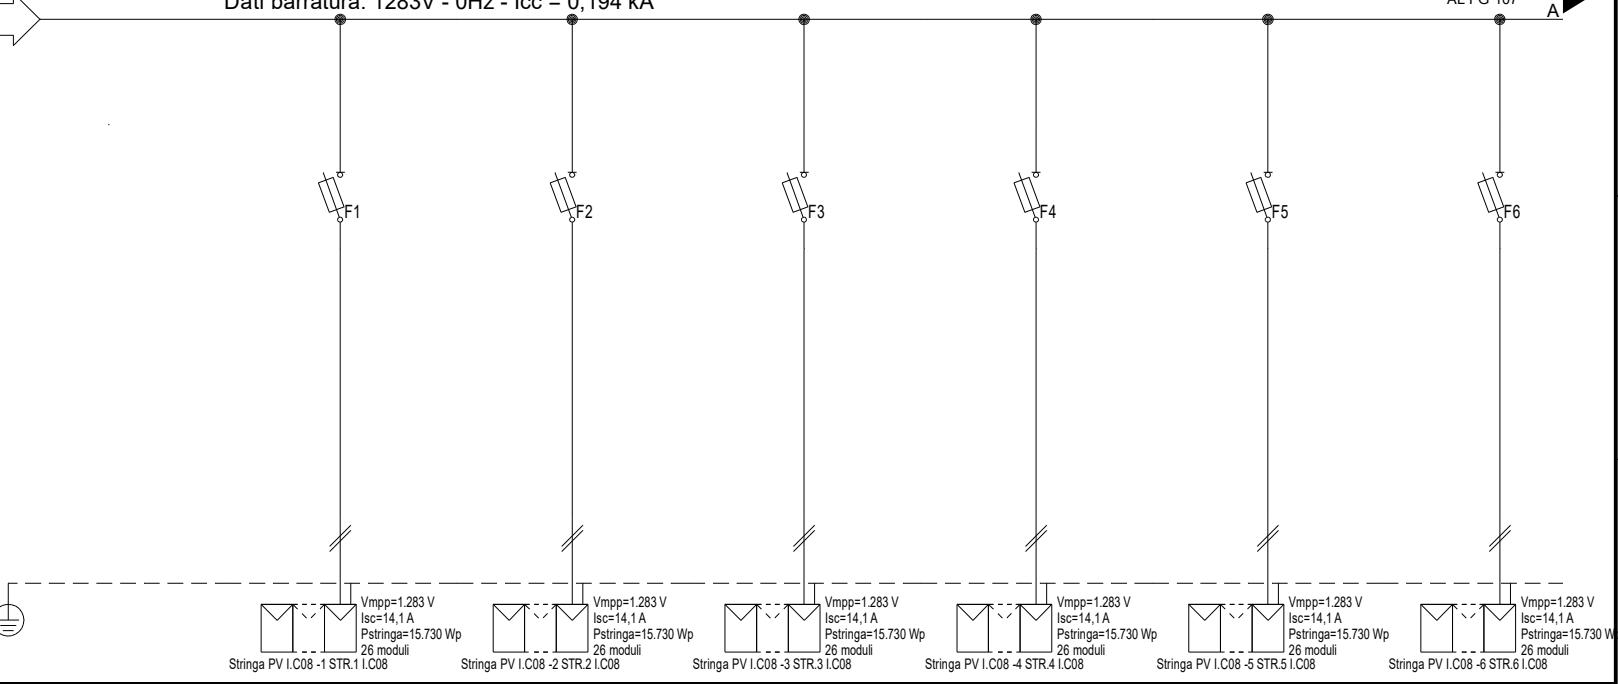 Dati barratura: 1283V - 0Hz - Icc = 0,194 kA
A
F1
F2
F3
F4
F5
F6
Vmpp=1.283 V
Isc=14,1 A
Pstringa=15.730 Wp
26 moduli
Stringa PV I.C08 -1 STR.1 I.C08
Vmpp=1.283 V
Isc=14,1 A
Pstringa=15.730 Wp
26 moduli
Stringa PV I.C08 -2 STR.2 I.C08
Vmpp=1.283 V
Isc=14,1 A
Pstringa=15.730 Wp
26 moduli
Stringa PV I.C08 -3 STR.3 I.C08
Vmpp=1.283 V
Isc=14,1 A
Pstringa=15.730 Wp
26 moduli
Stringa PV I.C08 -4 STR.4 I.C08
Vmpp=1.283 V
Isc=14,1 A
Pstringa=15.730 Wp
26 moduli
Stringa PV I.C08 -5 STR.5 I.C08
Vmpp=1.283 V
Isc=14,1 A
Pstringa=15.730 W
26 moduli
Stringa PV I.C08 -6 STR.6 I.C08